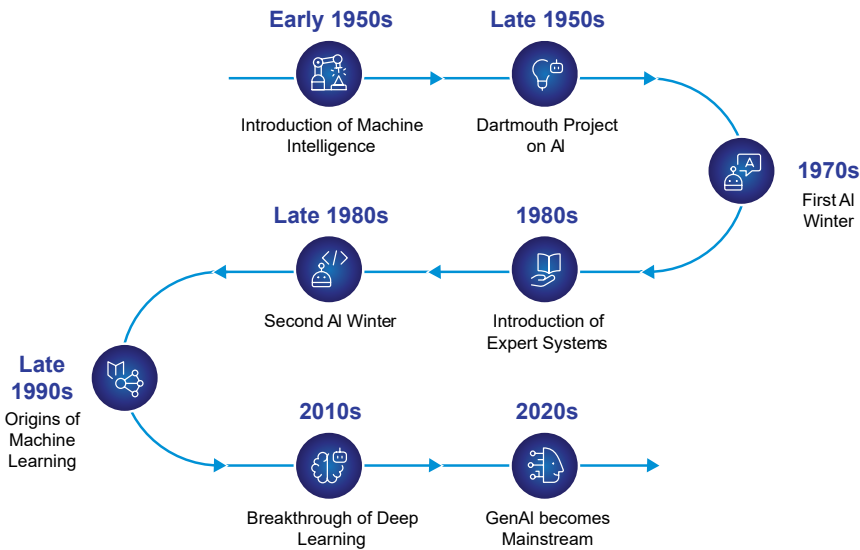 Early 1950s
Introduction of Machine
Intelligence
Late 1950s
Dartmouth Project
on AI
1970s
First AI
Winter
1980s
Introduction of
Expert Systems
Late 1980s
Second AI Winter
Late
1990s
Origins of
Machine
Learning
2010s
Breakthrough of Deep
Learning
2020s
GenAI becomes
Mainstream
A